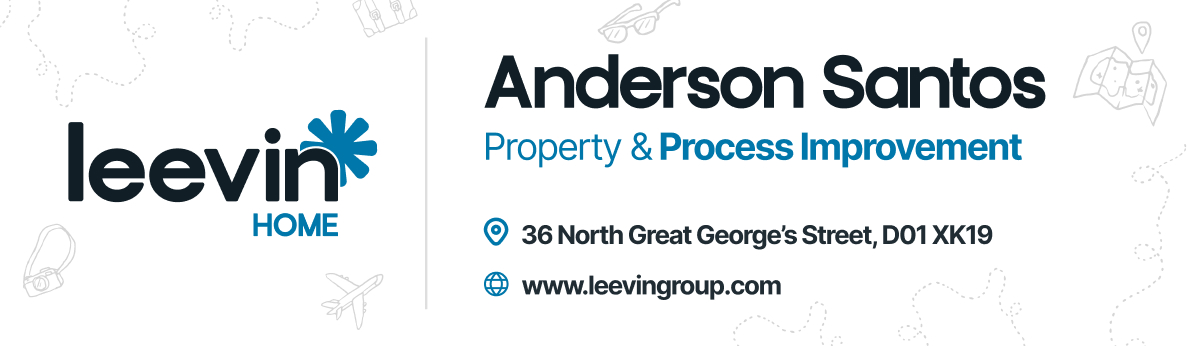 leevin
HOME
Anderson Santos
Property & Process Improvement
36 North Great George’s Street, D01 XK19
www.leevingroup.com